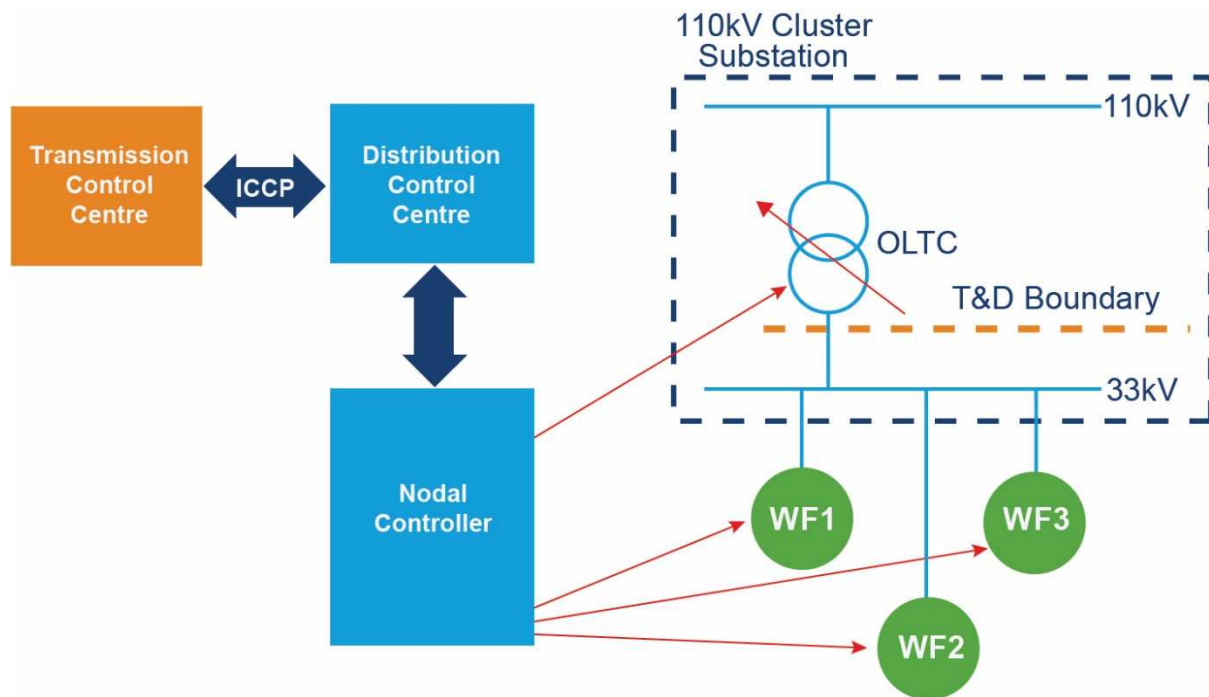 110kV Cluster
Substation
110kV
Transmission
Control
Centre
ICCP
Distribution
Control
Centre
OLTC
T&D Boundary
33kV
Nodal
Controller
WF1
WF3
WF2